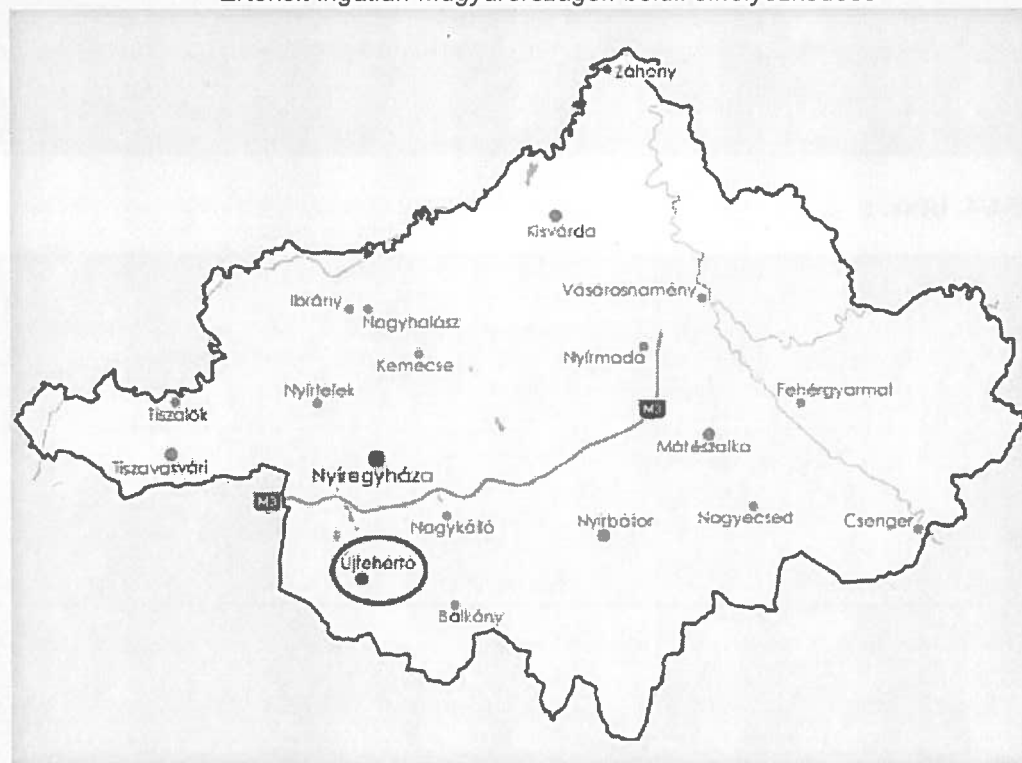 Záhony
Kisvárda
Vásárosnamény
Ibrány
Nagyhalász
Nyírmada
Kemecse
Nyírtelek
Fehérgyarmat
Tiszalök
M3
Mátészalka
Tiszavasvári
Nyíregyháza
M3
Nagykálló
Nyírbátor
Nagyecsed
Csenger
Újfehértó
Balkány